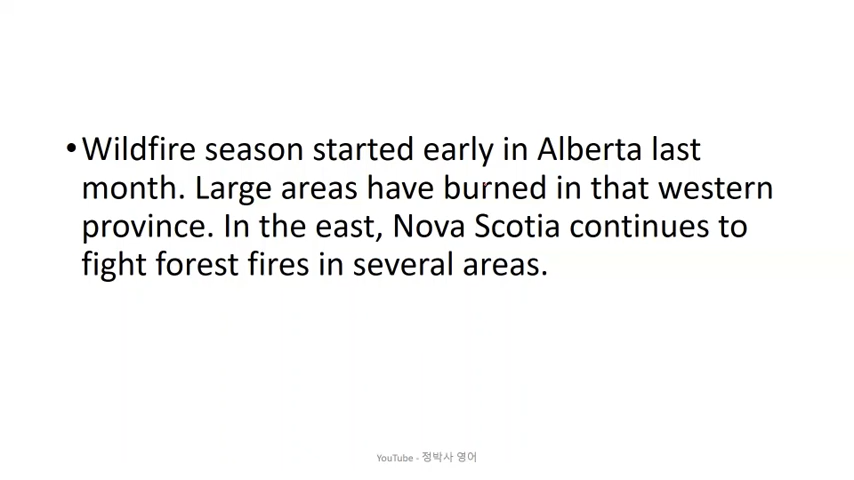 •Wildfire season started early in Alberta last
month. Large areas have burned in that western
province. In the east, Nova Scotia continues to
fight forest fires in several areas.
YouTube - 정박사 영어